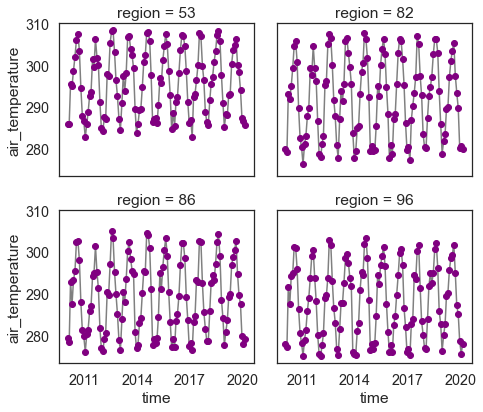 region = 53
region = 82
310
300
290
280
air_temperature
region = 86
region = 96
310
300
290
280
air_temperature
2011 2014 2017 2020
2011 2014 2017 2020
time
time